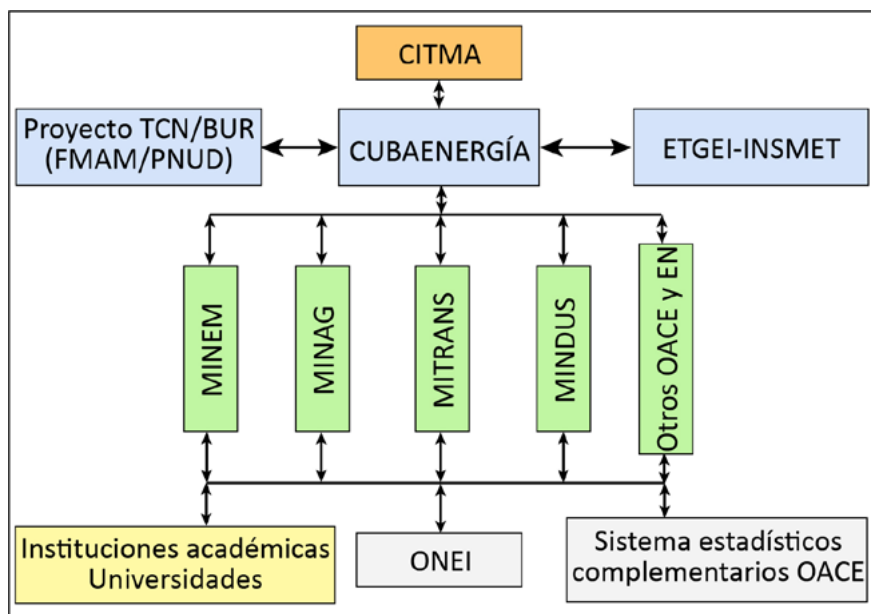 CITMA
Proyecto TCN/BUR
(FMAM/PNUD)
CUBAENERGÍA
ETGEI-INSMET
MINEM
MINAG
MITRANS
MINDUS
Otros OACE y EN
Instituciones académicas
Universidades
ONEI
Sistema estadísticos
complementarios OACE